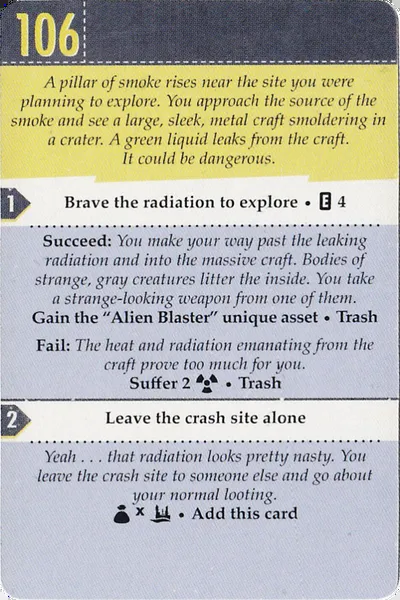 106
A pillar of smoke rises near the site you were
planning to explore. You approach the source of the
smoke and see a large, sleek, metal craft smoldering in
a crater. A green liquid leaks from the craft.
It could be dangerous.
1
Brave the radiation to explore • E 4
Succeed: You make your way past the leaking
radiation and into the massive craft. Bodies of
strange, gray creatures litter the inside. You take
a strange-looking weapon from one of them.
Gain the “Alien Blaster” unique asset • Trash
Fail: The heat and radiation emanating from the
craft prove too much for you.
Suffer 2 • Trash
2
Leave the crash site alone
Yeah . . . that radiation looks pretty nasty. You
leave the crash site to someone else and go about
your normal looting.
x • Add this card